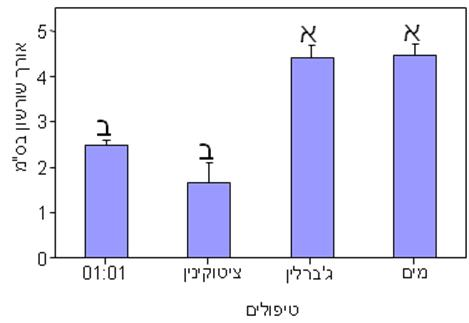 5
4
3
2
1
0
אורך שורשון בס"מ
ב
ב
א
א
01:01
ציטוקינין
ג'ברלין
מים
טיפולים